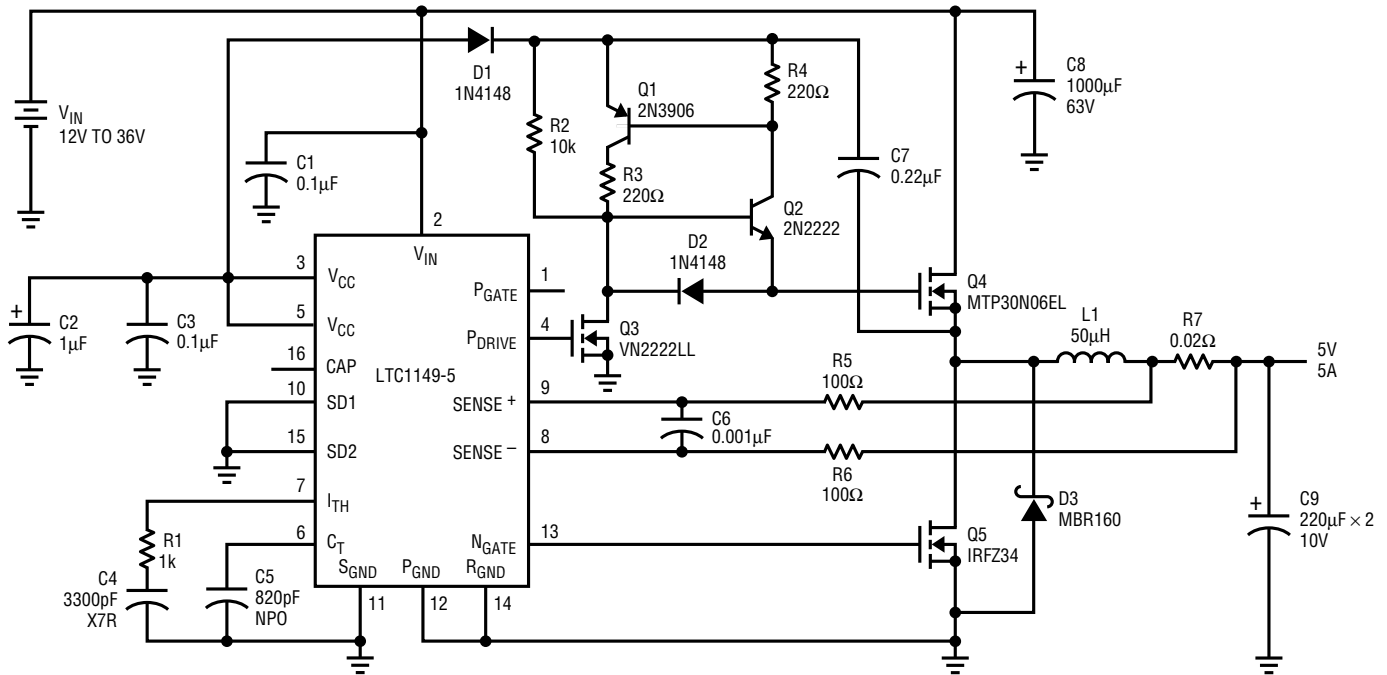 V_IN
12V TO 36V
C1
0.1µF
D1
1N4148
R2
10k
Q1
2N3906
R3
220Ω
R4
220Ω
C7
0.22µF
C8
+
1000µF
63V
Q2
2N2222
D2
1N4148
2
V_IN
3
V_CC
5
V_CC
16
CAP
10
SD1
15
SD2
7
I_TH
6
C_T
LTC1149-5
1
P_GATE
4
P_DRIVE
9
SENSE +
8
SENSE –
13
N_GATE
S_GND
P_GND
R_GND
11
12
14
+
C2
1µF
C3
0.1µF
Q3
VN2222LL
Q4
MTP30N06EL
L1
50µH
R7
0.02Ω
5V
5A
R5
100Ω
C6
0.001µF
R6
100Ω
D3
MBR160
+
C9
220µF × 2
10V
Q5
IRFZ34
R1
1k
C4
3300pF
X7R
C5
820pF
NPO